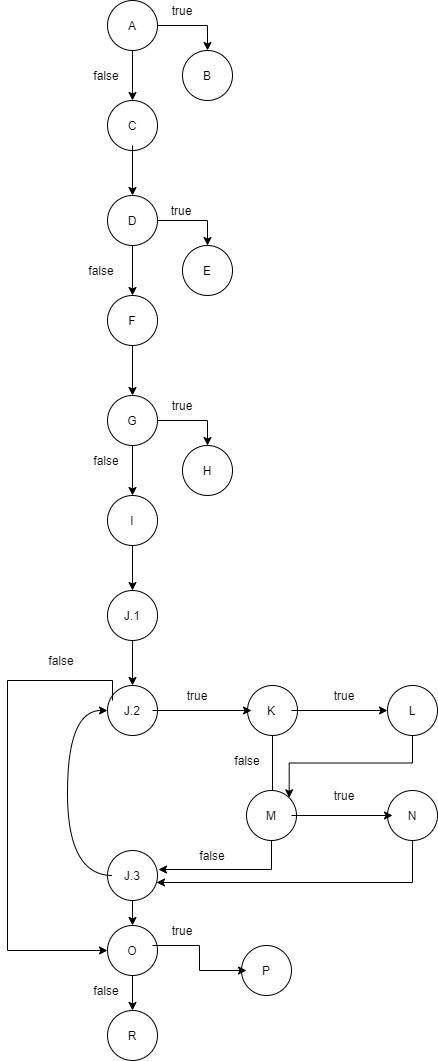 A
true
B
false
C
D
true
E
false
F
G
true
H
false
I
J.1
false
J.2
true
K
true
L
false
M
true
N
false
J.3
O
true
P
false
R